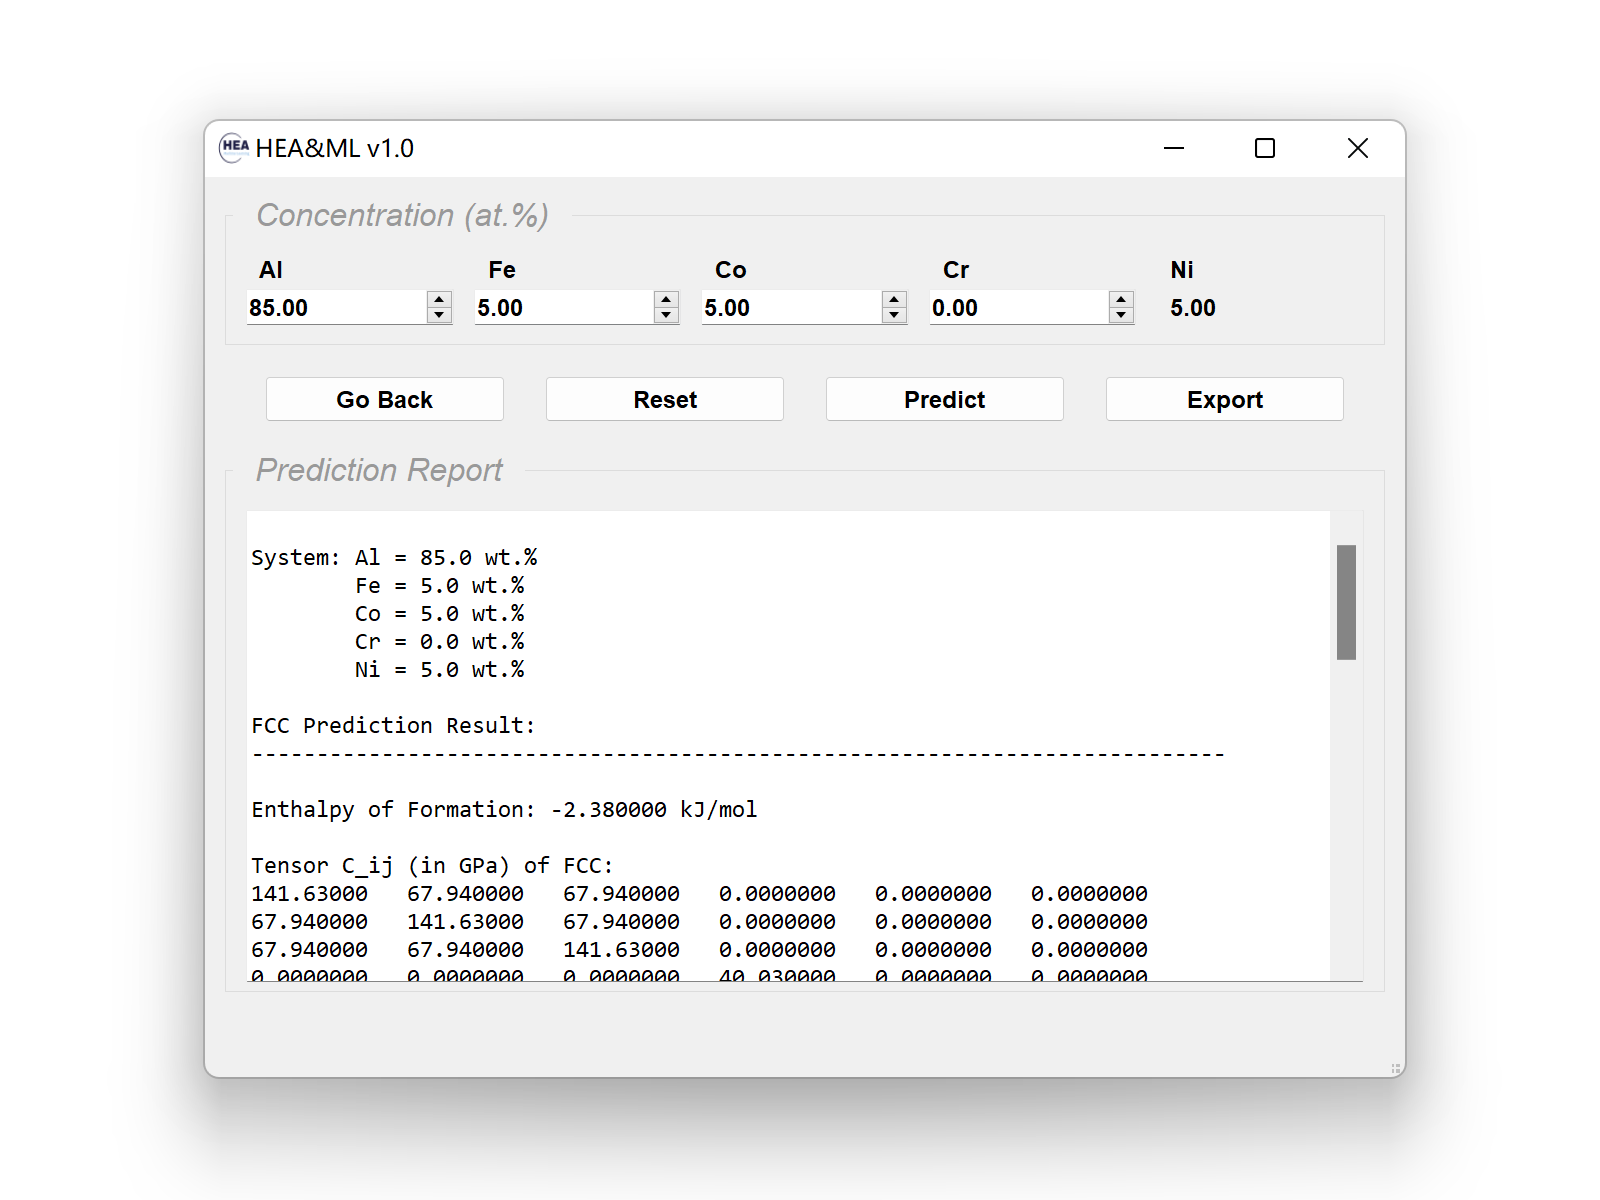 HEA HEA&ML v1.0
Concentration (at.%)
Al Fe Co Cr Ni
85.00 5.00 5.00 0.00 5.00
Go Back Reset Predict Export
Prediction Report
System: Al = 85.0 wt.%
Fe = 5.0 wt.%
Co = 5.0 wt.%
Cr = 0.0 wt.%
Ni = 5.0 wt.%
FCC Prediction Result:
---------------------------------------------------------------------------
Enthalpy of Formation: -2.380000 kJ/mol
Tensor C_ij (in GPa) of FCC:
141.63000 67.940000 67.940000 0.0000000 0.0000000 0.0000000
67.940000 141.63000 67.940000 0.0000000 0.0000000 0.0000000
67.940000 67.940000 141.63000 0.0000000 0.0000000 0.0000000
0.0000000 0.0000000 0.0000000 40.030000 0.0000000 0.0000000